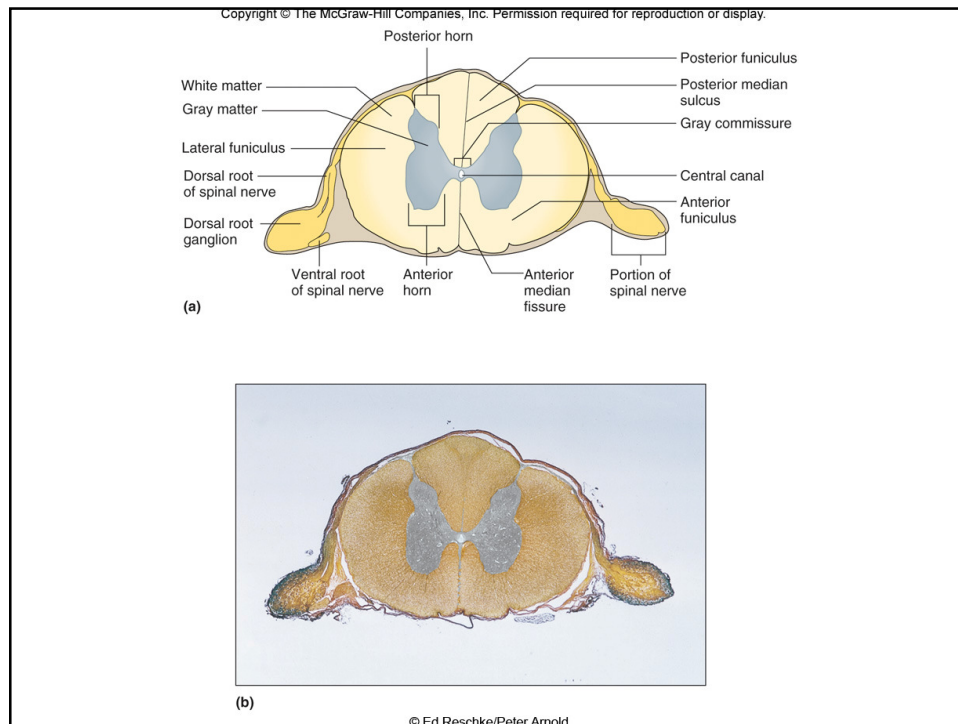 Copyright © The McGraw-Hill Companies, Inc. Permission required for reproduction or display.
Posterior horn
White matter
Gray matter
Lateral funiculus
Dorsal root
of spinal nerve
Dorsal root
ganglion
Ventral root
of spinal nerve
Anterior
horn
Anterior
median
fissure
Portion of
spinal nerve
Posterior funiculus
Posterior median
sulcus
Gray commissure
Central canal
Anterior
funiculus
(a)
(b)
© Ed Reschke/Peter Arnold